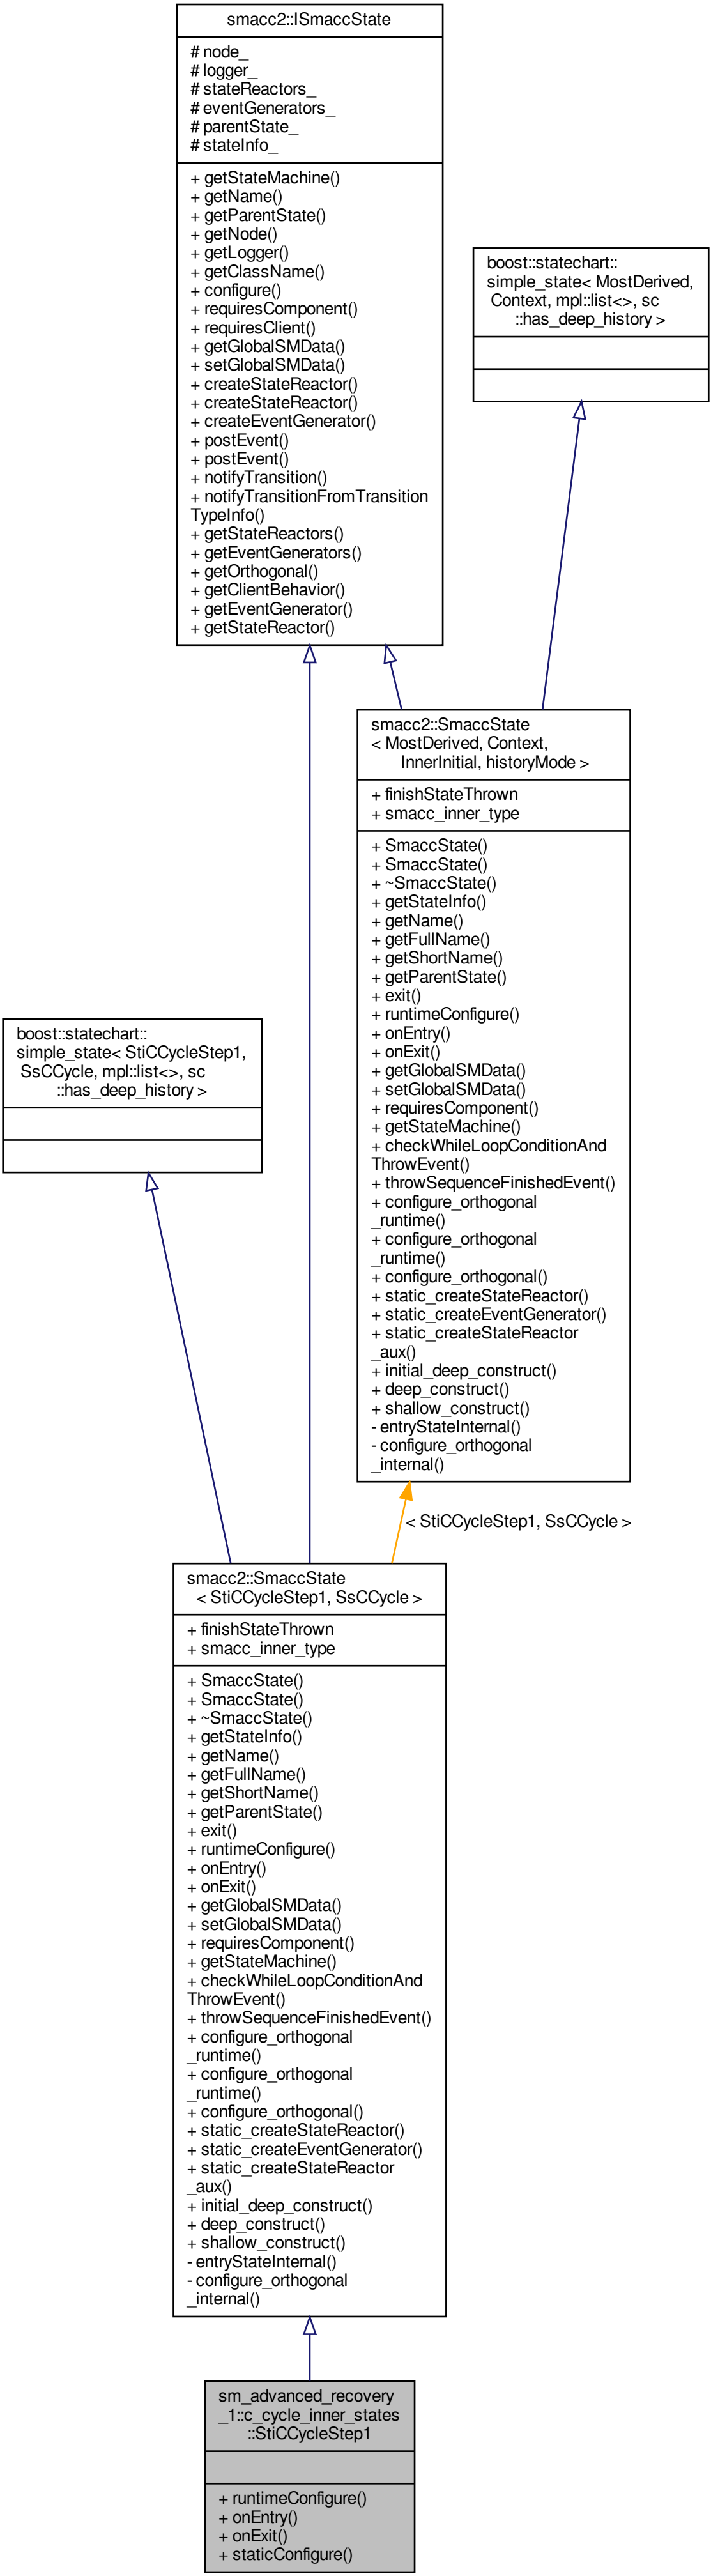 smacc2::ISmaccState
# node_
# logger_
# stateReactors_
# eventGenerators_
# parentState_
# stateInfo_
+ getStateMachine()
+ getName()
+ getParentState()
+ getNode()
+ getLogger()
+ getClassName()
+ configure()
+ requiresComponent()
+ requiresClient()
+ getGlobalSMData()
+ setGlobalSMData()
+ createStateReactor()
+ createStateReactor()
+ createEventGenerator()
+ postEvent()
+ postEvent()
+ notifyTransition()
+ notifyTransitionFromTransition
TypeInfo()
+ getStateReactors()
+ getEventGenerators()
+ getOrthogonal()
+ getClientBehavior()
+ getEventGenerator()
+ getStateReactor()
boost::statechart::
simple_state< MostDerived,
Context, mpl::list<>, sc
::has_deep_history >
smacc2::SmaccState
< MostDerived, Context,
InnerInitial, historyMode >
+ finishStateThrown
+ smacc_inner_type
+ SmaccState()
+ SmaccState()
+ ~SmaccState()
+ getStateInfo()
+ getName()
+ getFullName()
+ getShortName()
+ getParentState()
+ exit()
+ runtimeConfigure()
+ onEntry()
+ onExit()
+ getGlobalSMData()
+ setGlobalSMData()
+ requiresComponent()
+ getStateMachine()
+ checkWhileLoopConditionAnd
ThrowEvent()
+ throwSequenceFinishedEvent()
+ configure_orthogonal
_runtime()
+ configure_orthogonal
_runtime()
+ configure_orthogonal()
+ static_createStateReactor()
+ static_createEventGenerator()
+ static_createStateReactor
_aux()
+ initial_deep_construct()
+ deep_construct()
+ shallow_construct()
- entryStateInternal()
- configure_orthogonal
_internal()
boost::statechart::
simple_state< StiCCycleStep1,
SsCCycle, mpl::list<>, sc
::has_deep_history >
< StiCCycleStep1, SsCCycle >
smacc2::SmaccState
< StiCCycleStep1, SsCCycle >
+ finishStateThrown
+ smacc_inner_type
+ SmaccState()
+ SmaccState()
+ ~SmaccState()
+ getStateInfo()
+ getName()
+ getFullName()
+ getShortName()
+ getParentState()
+ exit()
+ runtimeConfigure()
+ onEntry()
+ onExit()
+ getGlobalSMData()
+ setGlobalSMData()
+ requiresComponent()
+ getStateMachine()
+ checkWhileLoopConditionAnd
ThrowEvent()
+ throwSequenceFinishedEvent()
+ configure_orthogonal
_runtime()
+ configure_orthogonal
_runtime()
+ configure_orthogonal()
+ static_createStateReactor()
+ static_createEventGenerator()
+ static_createStateReactor
_aux()
+ initial_deep_construct()
+ deep_construct()
+ shallow_construct()
- entryStateInternal()
- configure_orthogonal
_internal()
sm_advanced_recovery
_1::c_cycle_inner_states
::StiCCycleStep1
+ runtimeConfigure()
+ onEntry()
+ onExit()
+ staticConfigure()